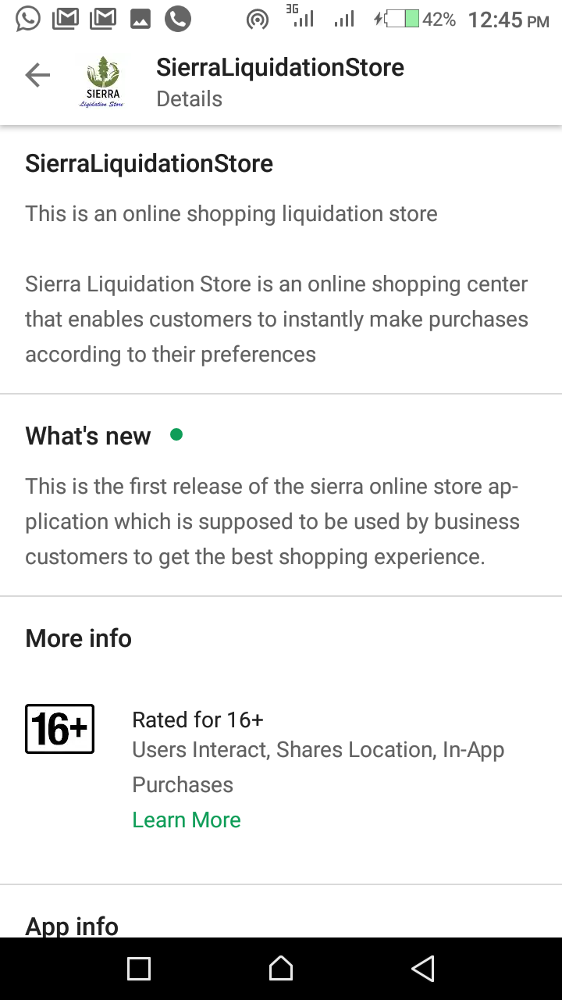 3G
42% 12:45 PM
SierraLiquidationStore
SIERRA
Liqidation Store
Details
SierraLiquidationStore
This is an online shopping liquidation store
Sierra Liquidation Store is an online shopping center
that enables customers to instantly make purchases
according to their preferences
What's new
This is the first release of the sierra online store ap-
plication which is supposed to be used by business
customers to get the best shopping experience.
More info
16+
Rated for 16+
Users Interact, Shares Location, In-App
Purchases
Learn More
App info